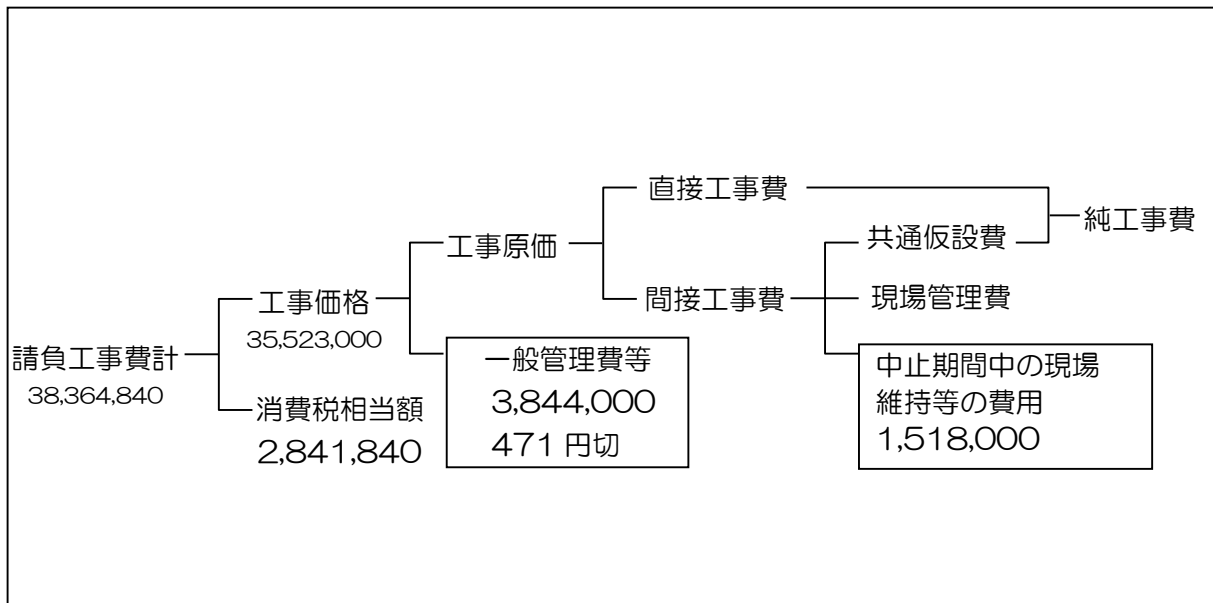 直接工事費
純工事費
共通仮設費
工事原価
間接工事費
現場管理費
工事価格
35,523,000
請負工事費計
38,364,840
一般管理費等
3,844,000
471 円切
中止期間中の現場
維持等の費用
1,518,000
消費税相当額
2,841,840